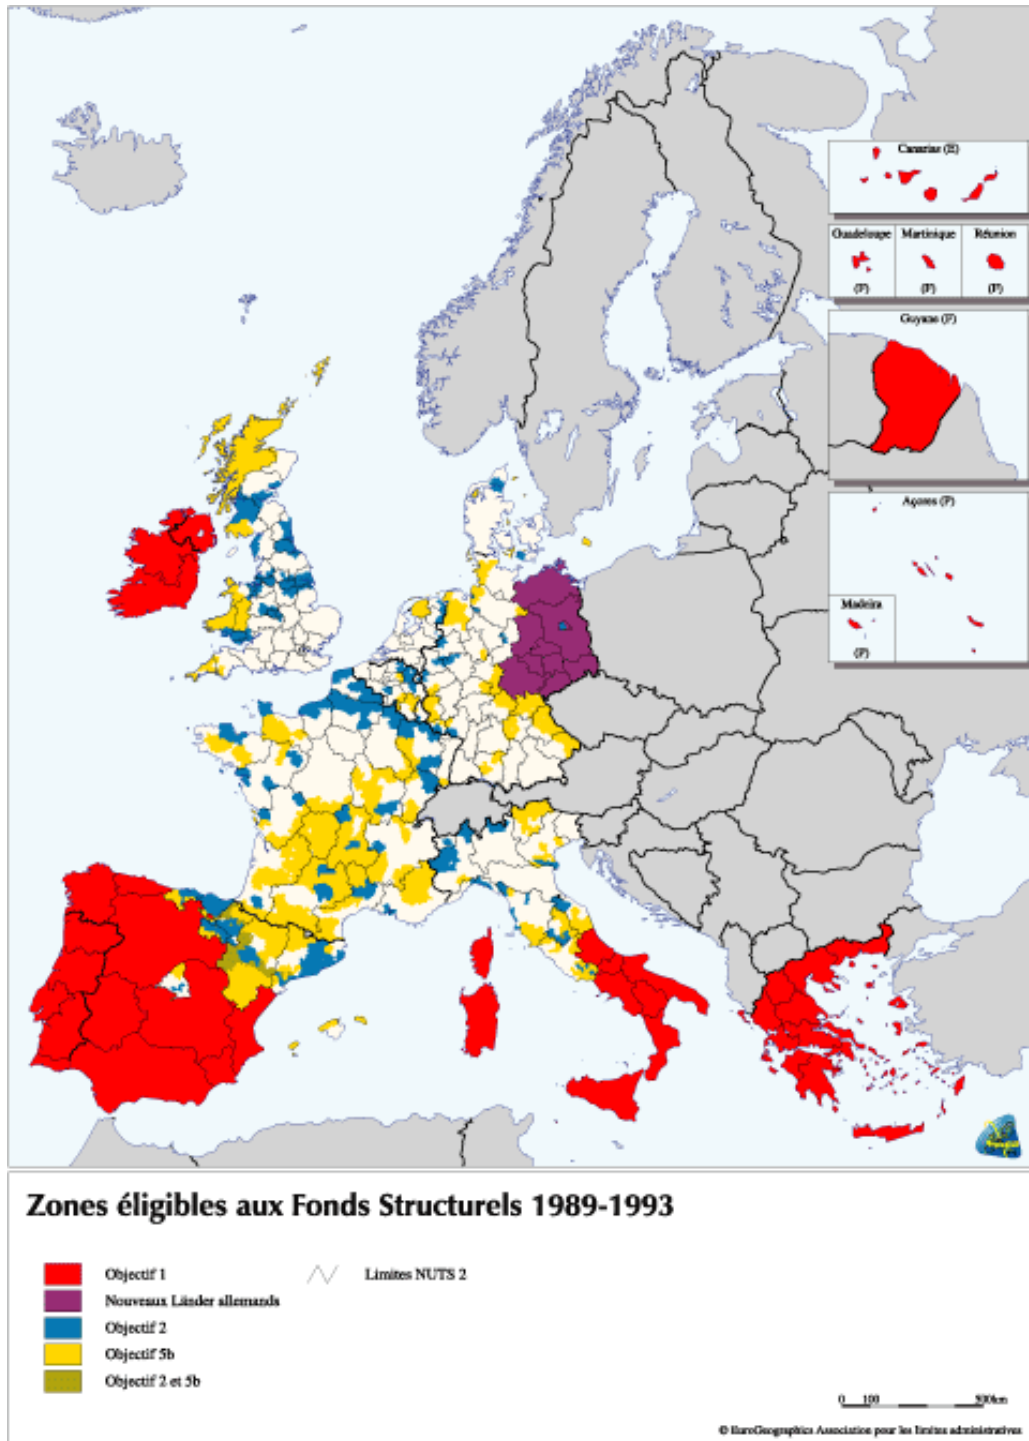 Canarias (E)
Guadeloupe
Martinique
Réunion
(F)
(F)
(F)
Guyane (F)
Açores (P)
Madeira
(P)
Zones éligibles aux Fonds Structurels 1989-1993
Objectif 1
Limites NUTS 2
Nouveaux Länder allemands
Objectif 2
Objectif 5b
Objectif 2 et 5b
0 100 500km
© EuroGeographics Association pour les limites administratives